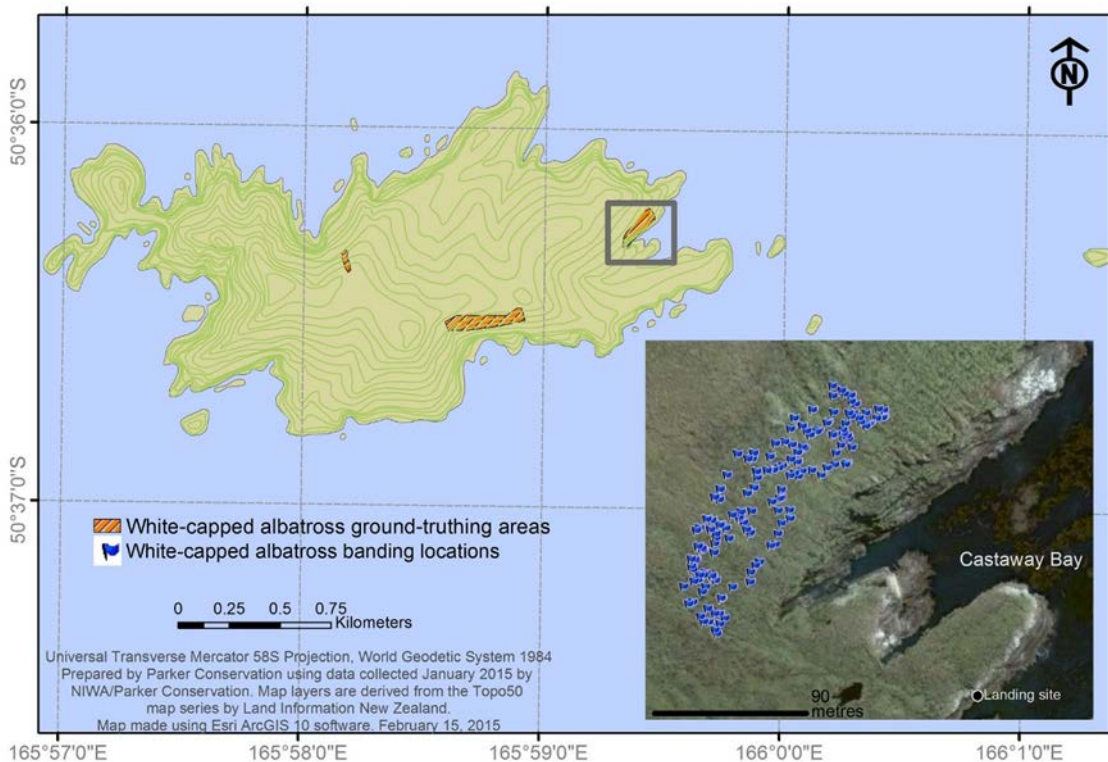 N
50°36'0"S
50°37'0"S
White-capped albatross ground-truthing areas
White-capped albatross banding locations
0 0.25 0.5 0.75
Kilometers
Universal Transverse Mercator 58S Projection, World Geodetic System 1984
Prepared by Parker Conservation using data collected January 2015 by
NIWA/Parker Conservation. Map layers are derived from the Topo50
map series by Land Information New Zealand.
Map made using Esri ArcGIS 10 software. February 15, 2015
Castaway Bay
Landing site
90
metres
165°57'0"E 165°58'0"E 165°59'0"E 166°0'0"E 166°1'0"E